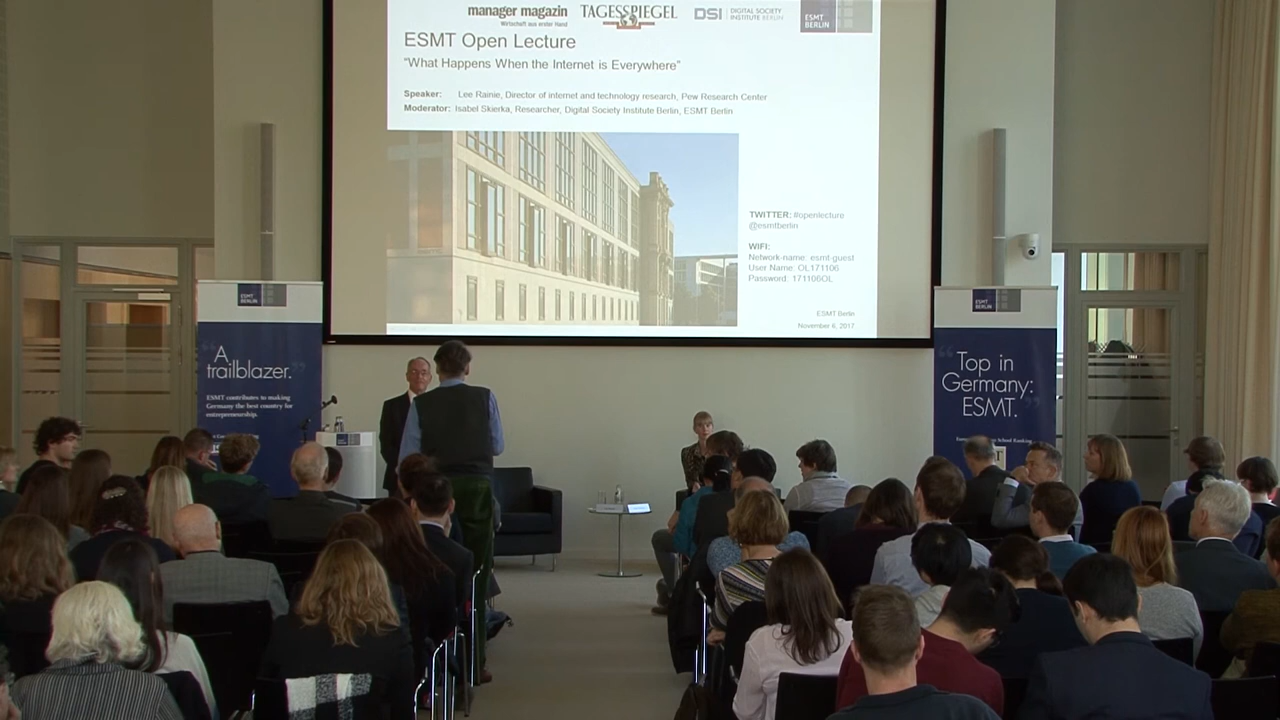 manager magazin
Wirtschaft aus erster Hand
TAGESSPIEGEL
DSI DIGITAL SOCIETY
INSTITUTE BERLIN
ESMT
BERLIN
ESMT Open Lecture
“What Happens When the Internet is Everywhere”
Speaker: Lee Rainie, Director of internet and technology research, Pew Research Center
Moderator: Isabel Skierka, Researcher, Digital Society Institute Berlin, ESMT Berlin
TWITTER: #openlecture
@esmtberlin
WIFI:
Network-name: esmt-guest
User Name: OL171106
Password: 171106OL
ESMT Berlin
November 6, 2017
ESMT
BERLIN
“A
trailblazer.”
ESMT contributes to making
Germany the best country for
entrepreneurship.
ESMT
BERLIN
“Top in
Germany:
ESMT.”
School Ranking